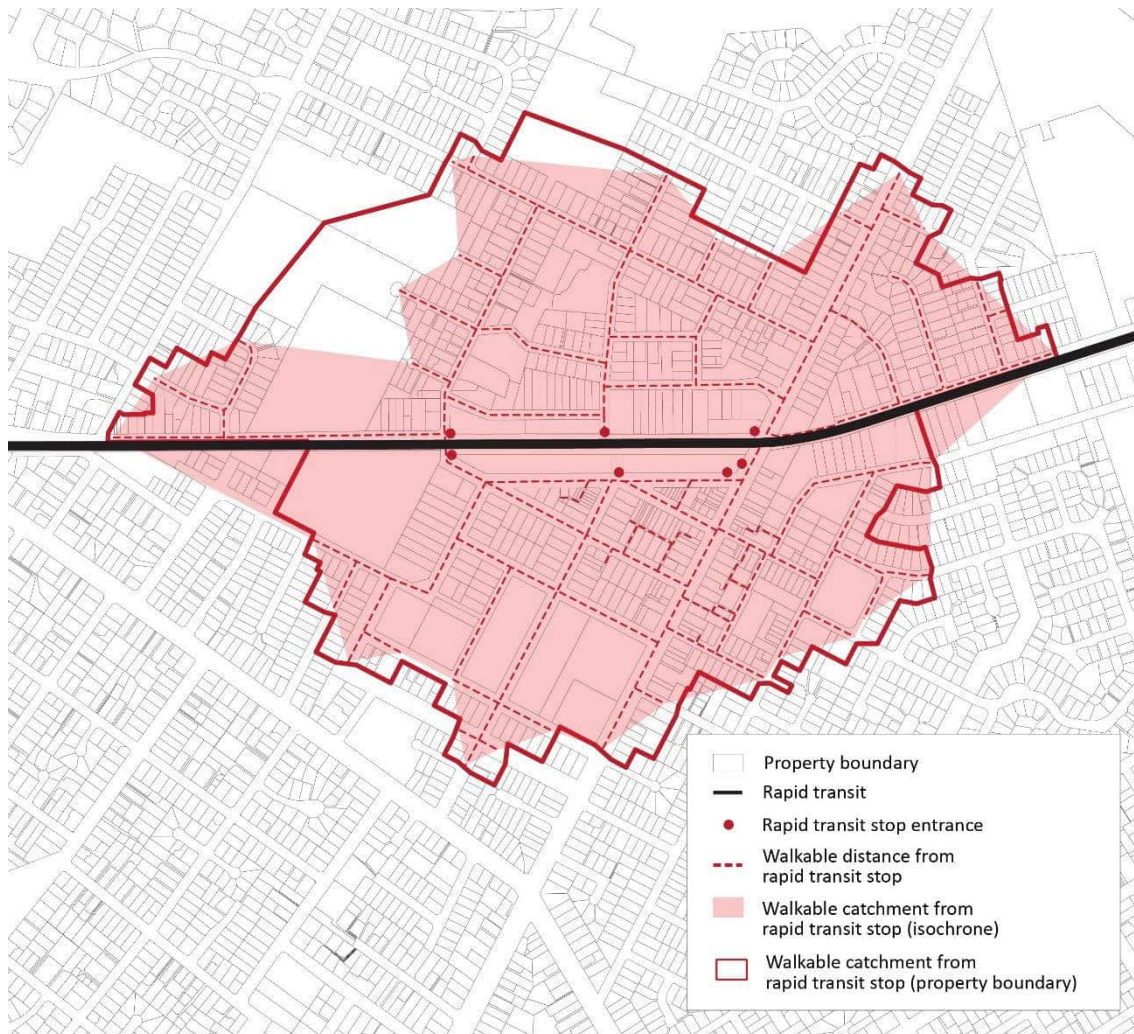 Property boundary
Rapid transit
Rapid transit stop entrance
Walkable distance from
rapid transit stop
Walkable catchment from
rapid transit stop (isochrone)
Walkable catchment from
rapid transit stop (property boundary)